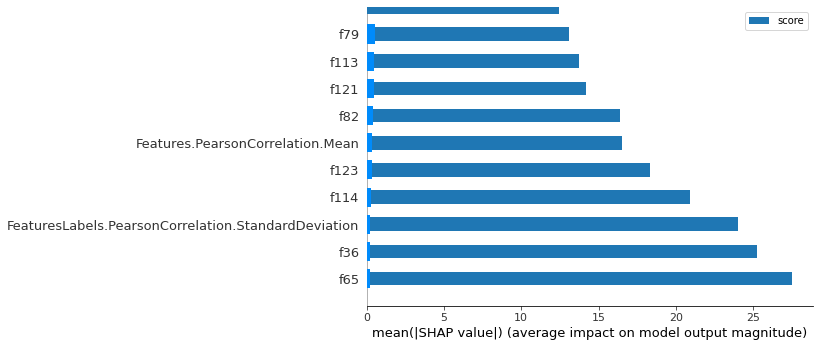 score
f79
f113
f121
f82
Features.PearsonCorrelation.Mean
f123
f114
FeaturesLabels.PearsonCorrelation.StandardDeviation
f36
f65
0 5 10 15 20 25
mean(|SHAP value|) (average impact on model output magnitude)